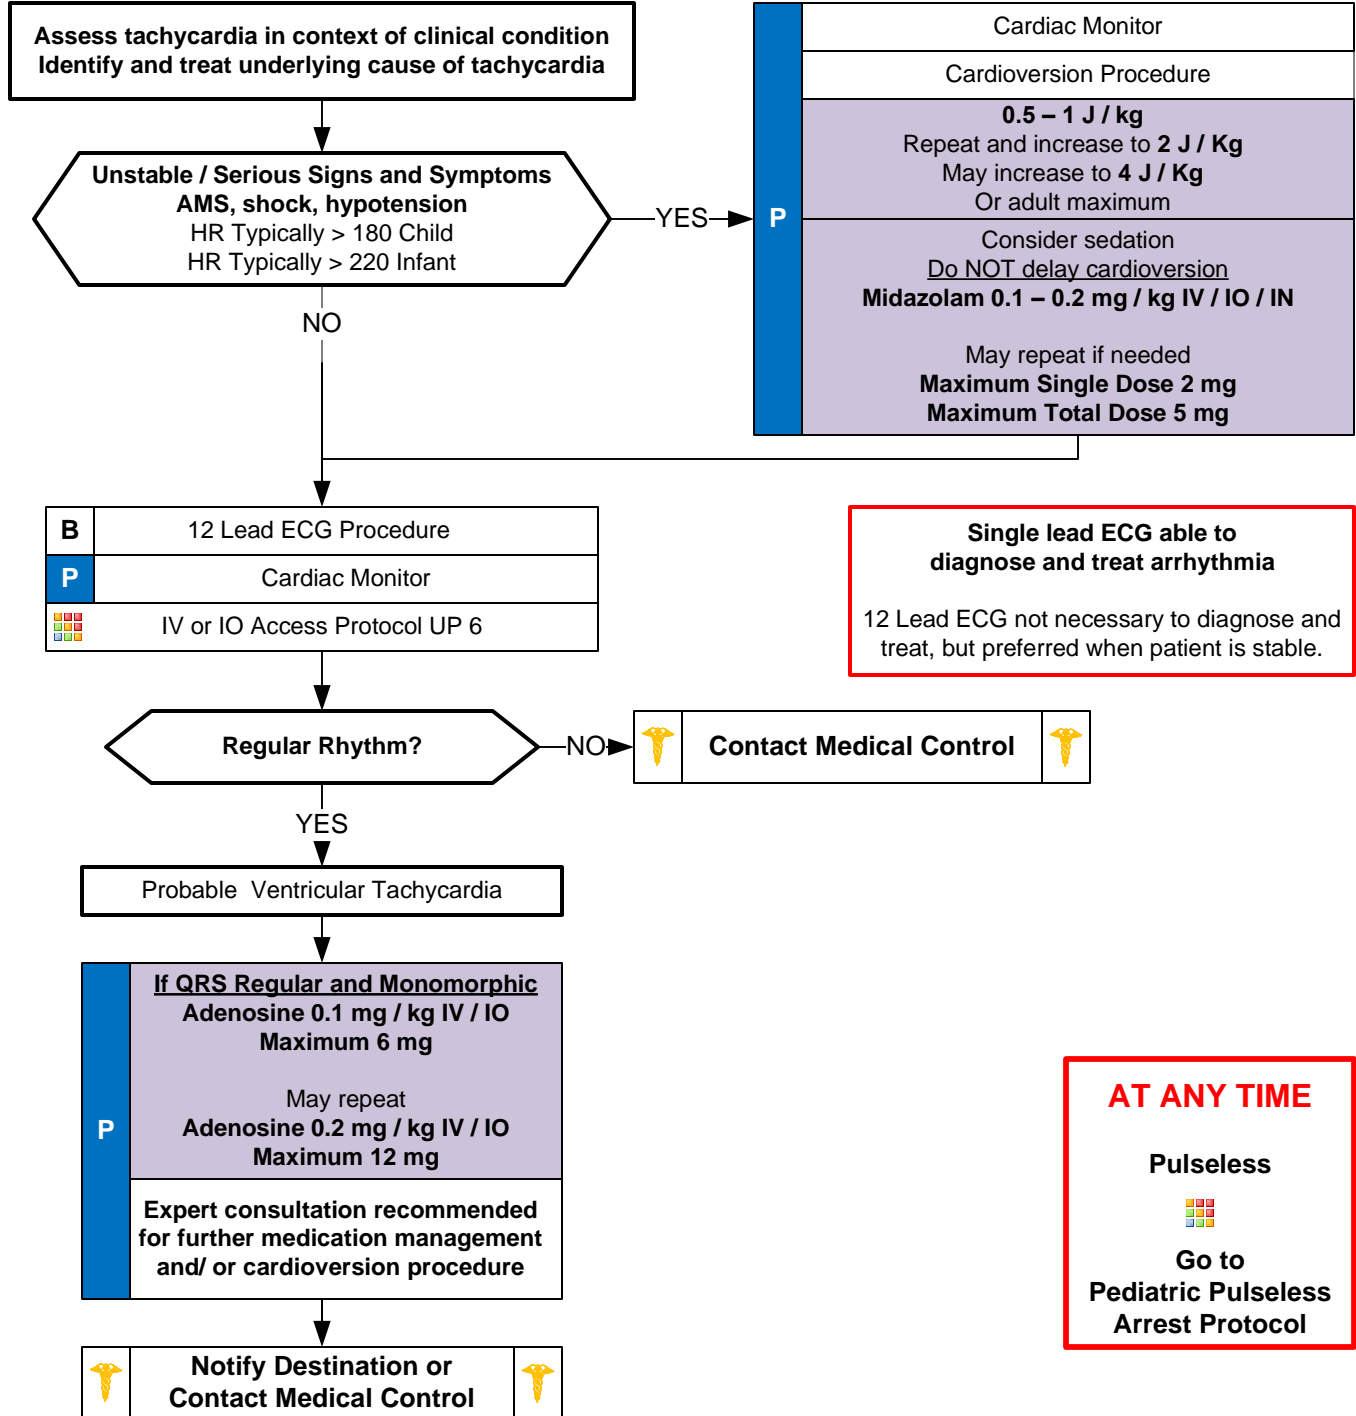 Assess tachycardia in context of clinical condition
Identify and treat underlying cause of tachycardia
Unstable / Serious Signs and Symptoms
AMS, shock, hypotension
HR Typically > 180 Child
HR Typically > 220 Infant
YES
NO
P
Cardiac Monitor
Cardioversion Procedure
0.5 – 1 J / kg
Repeat and increase to 2 J / Kg
May increase to 4 J / Kg
Or adult maximum
Consider sedation
Do NOT delay cardioversion
Midazolam 0.1 – 0.2 mg / kg IV / IO / IN
May repeat if needed
Maximum Single Dose 2 mg
Maximum Total Dose 5 mg
B
12 Lead ECG Procedure
P
Cardiac Monitor
IV or IO Access Protocol UP 6
Single lead ECG able to
diagnose and treat arrhythmia
12 Lead ECG not necessary to diagnose and
treat, but preferred when patient is stable.
Regular Rhythm?
NO
Contact Medical Control
YES
Probable Ventricular Tachycardia
P
If QRS Regular and Monomorphic
Adenosine 0.1 mg / kg IV / IO
Maximum 6 mg
May repeat
Adenosine 0.2 mg / kg IV / IO
Maximum 12 mg
Expert consultation recommended
for further medication management
and/ or cardioversion procedure
Notify Destination or
Contact Medical Control
AT ANY TIME
Pulseless
Go to
Pediatric Pulseless
Arrest Protocol